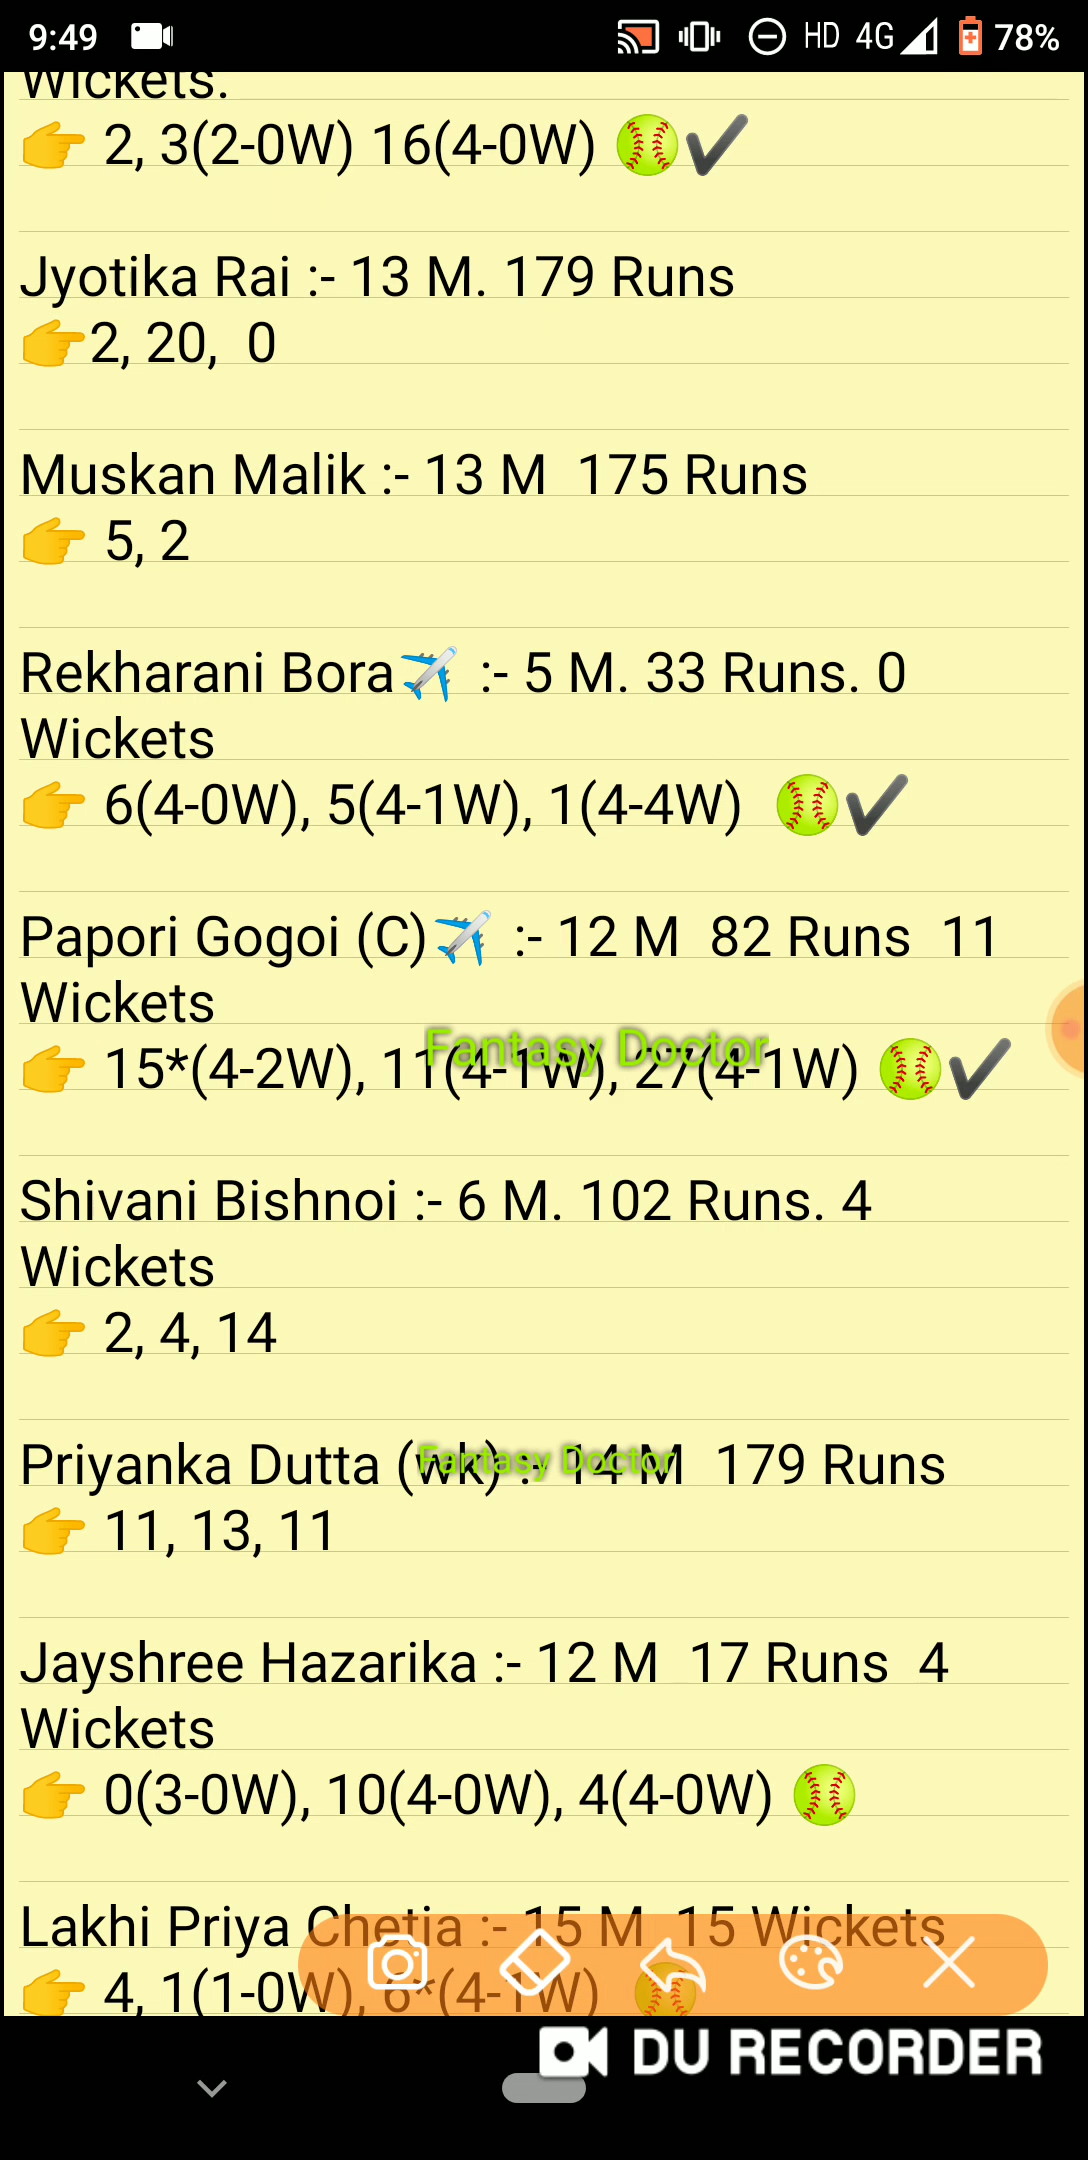 9:49 HD 4G 78%
Wickets.
👉 2, 3(2-0W) 16(4-0W) 🥎✔
Jyotika Rai :- 13 M. 179 Runs
👉2, 20,  0
Muskan Malik :- 13 M  175 Runs
👉 5, 2
Rekharani Bora✈ :- 5 M. 33 Runs. 0
Wickets
👉 6(4-0W), 5(4-1W), 1(4-4W)  🥎✔
Papori Gogoi (C)✈ :- 12 M  82 Runs  11
Wickets
Fantasy Doctor
👉 15*(4-2W), 11(4-1W), 27(4-1W) 🥎✔
Shivani Bishnoi :- 6 M. 102 Runs. 4
Wickets
👉 2, 4, 14
Fantasy Doctor
Priyanka Dutta (wk) :- 14 M  179 Runs
👉 11, 13, 11
Jayshree Hazarika :- 12 M  17 Runs  4
Wickets
👉 0(3-0W), 10(4-0W), 4(4-0W) 🥎
Lakhi Priya Chetia :- 15 M  15 Wickets
👉 4, 1(1-0W), 6*(4-1W)  🥎
DU RECORDER